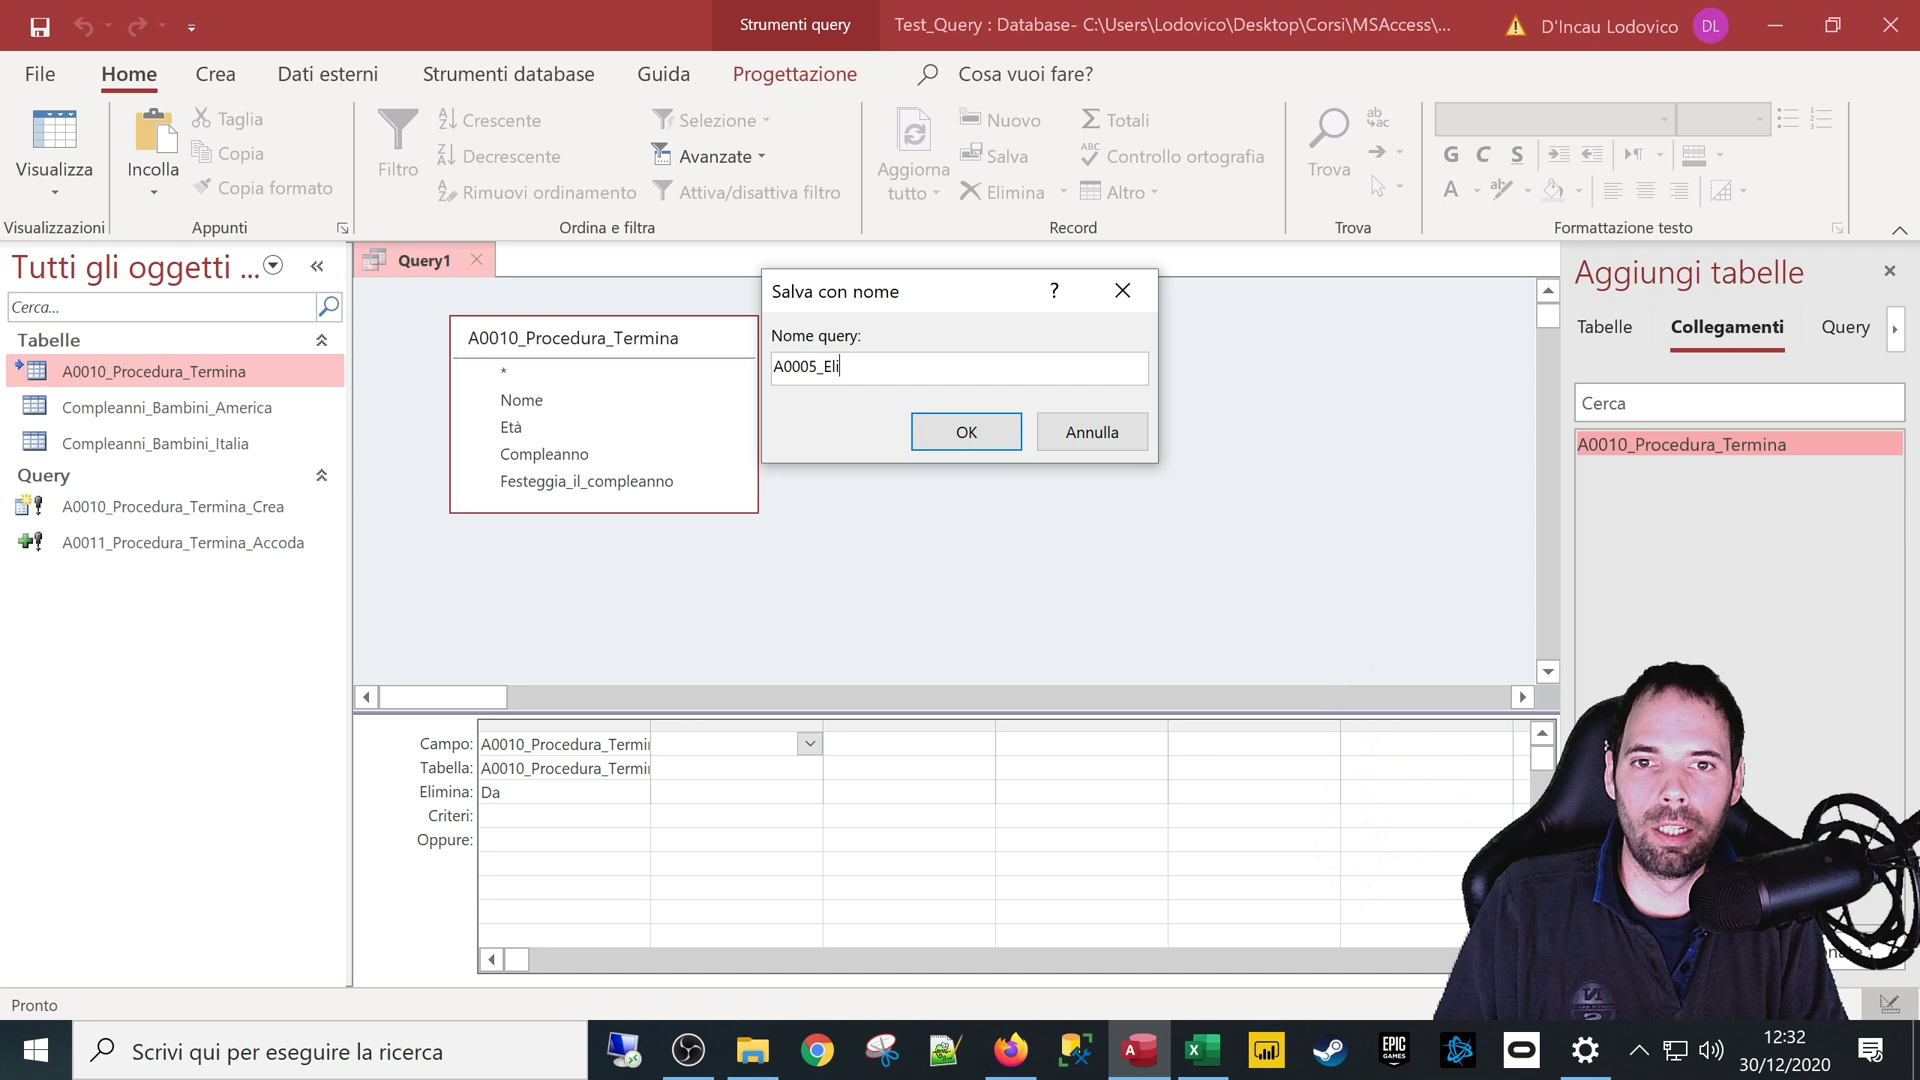 Strumenti query
Test_Query : Database- C:\Users\Lodovico\Desktop\Corsi\MSAccess\...
D'Incau Lodovico
DL
File
Home
Crea
Dati esterni
Strumenti database
Guida
Progettazione
Cosa vuoi fare?
Visualizza
Incolla
Taglia
Copia
Copia formato
Filtro
Crescente
Decrescente
Rimuovi ordinamento
Selezione
Avanzate
Attiva/disattiva filtro
Aggiorna
tutto
Nuovo
Salva
Elimina
Totali
Controllo ortografia
Altro
Trova
G C S
A
Visualizzazioni
Appunti
Ordina e filtra
Record
Trova
Formattazione testo
Tutti gli oggetti ...
Cerca...
Tabelle
A0010_Procedura_Termina
Compleanni_Bambini_America
Compleanni_Bambini_Italia
Query
A0010_Procedura_Termina_Crea
A0011_Procedura_Termina_Accoda
Query1
A0010_Procedura_Termina
*
Nome
Età
Compleanno
Festeggia_il_compleanno
Salva con nome
?
Nome query:
A0005_Eli
OK
Annulla
Aggiungi tabelle
Tabelle
Collegamenti
Query
Cerca
A0010_Procedura_Termina
Campo: A0010_Procedura_Termi
Tabella: A0010_Procedura_Termi
Elimina: Da
Criteri:
Oppure:
Pronto
Scrivi qui per eseguire la ricerca
EPIC
GAMES
12:32
30/12/2020